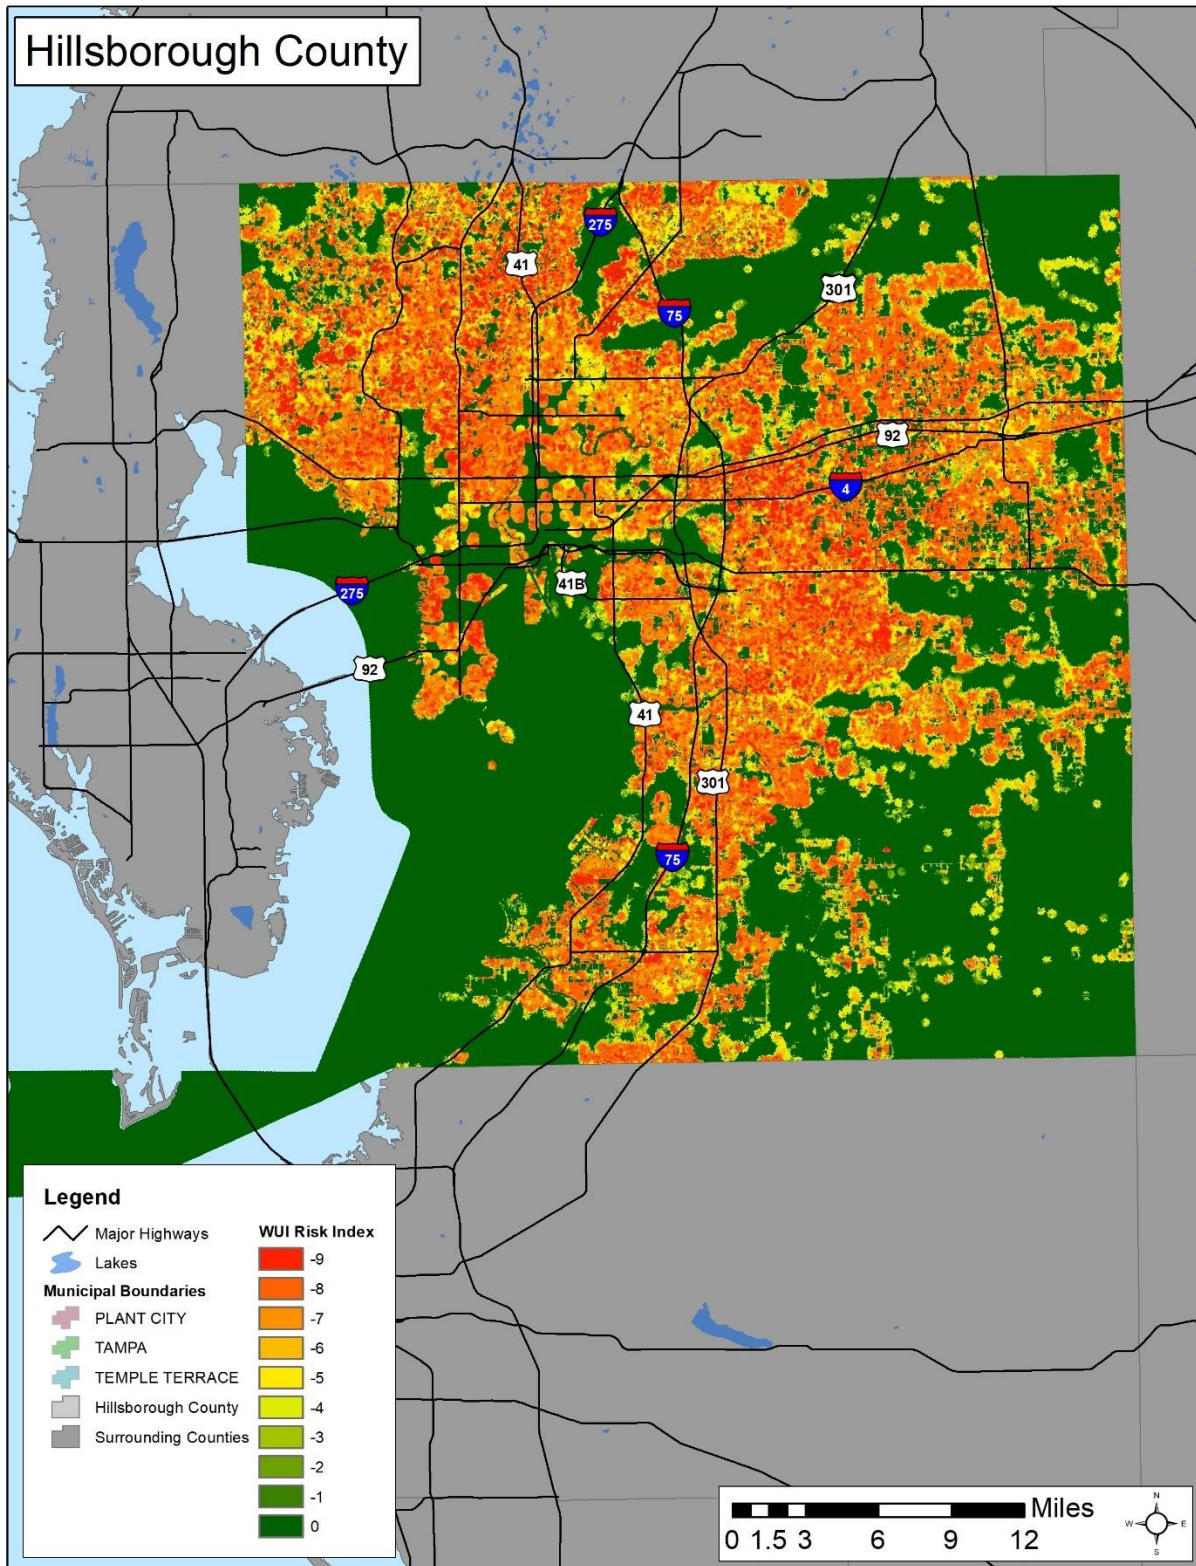 Hillsborough County
275
41
301
75
92
4
41B
275
92
41
301
75
Legend
Major Highways
Lakes
Municipal Boundaries
PLANT CITY
TAMPA
TEMPLE TERRACE
Hillsborough County
Surrounding Counties
WUI Risk Index
-9
-8
-7
-6
-5
-4
-3
-2
-1
0
Miles
0 1.5 3 6 9 12
N
W E
S